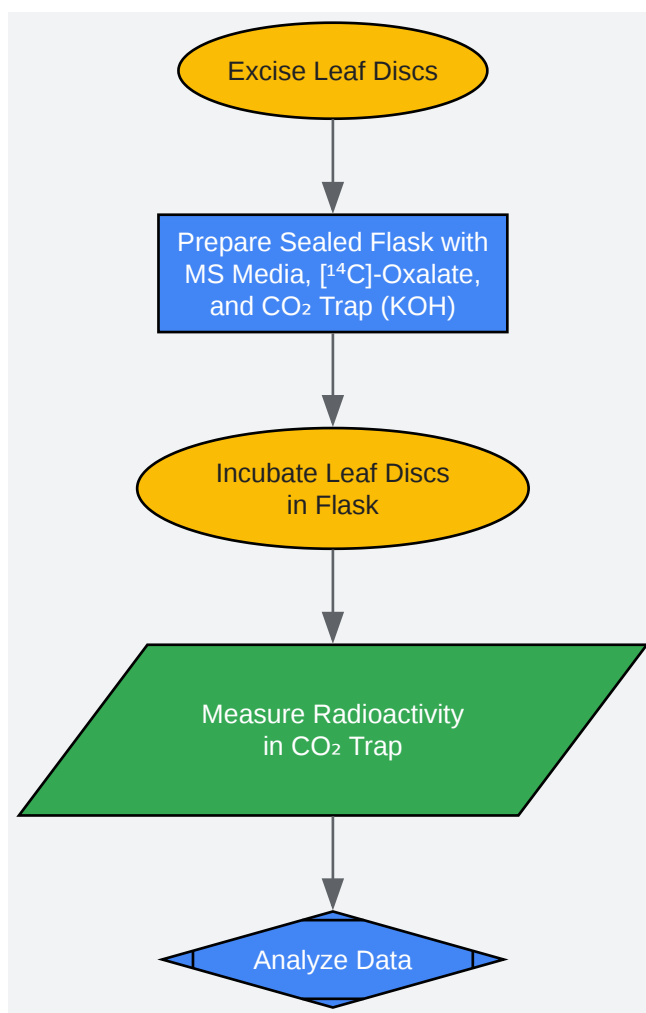 Excise Leaf Discs
Prepare Sealed Flask with
MS Media, [¹⁴C]-Oxalate,
and CO₂ Trap (KOH)
Incubate Leaf Discs
in Flask
Measure Radioactivity
in CO₂ Trap
Analyze Data